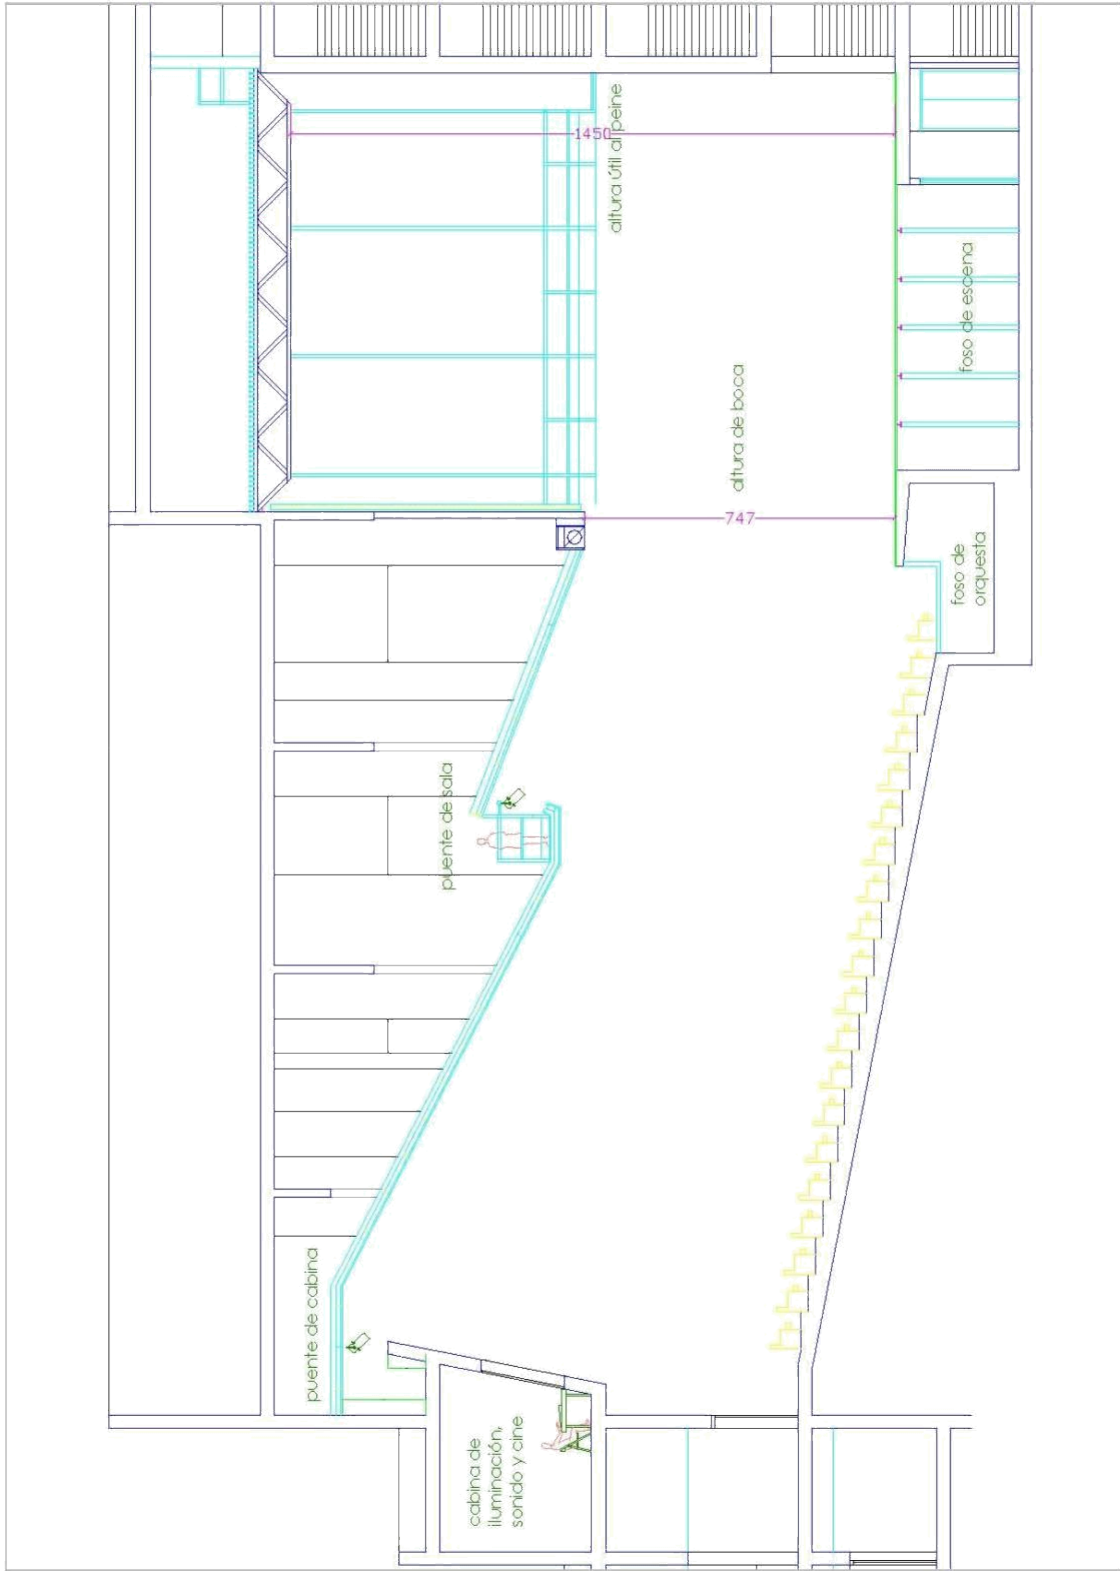 altura útil al peine
1450
foso de escena
altura de boca
747
foso de
orquesta
puente de sala
puente de cabina
cabina de
iluminación,
sonido y cine